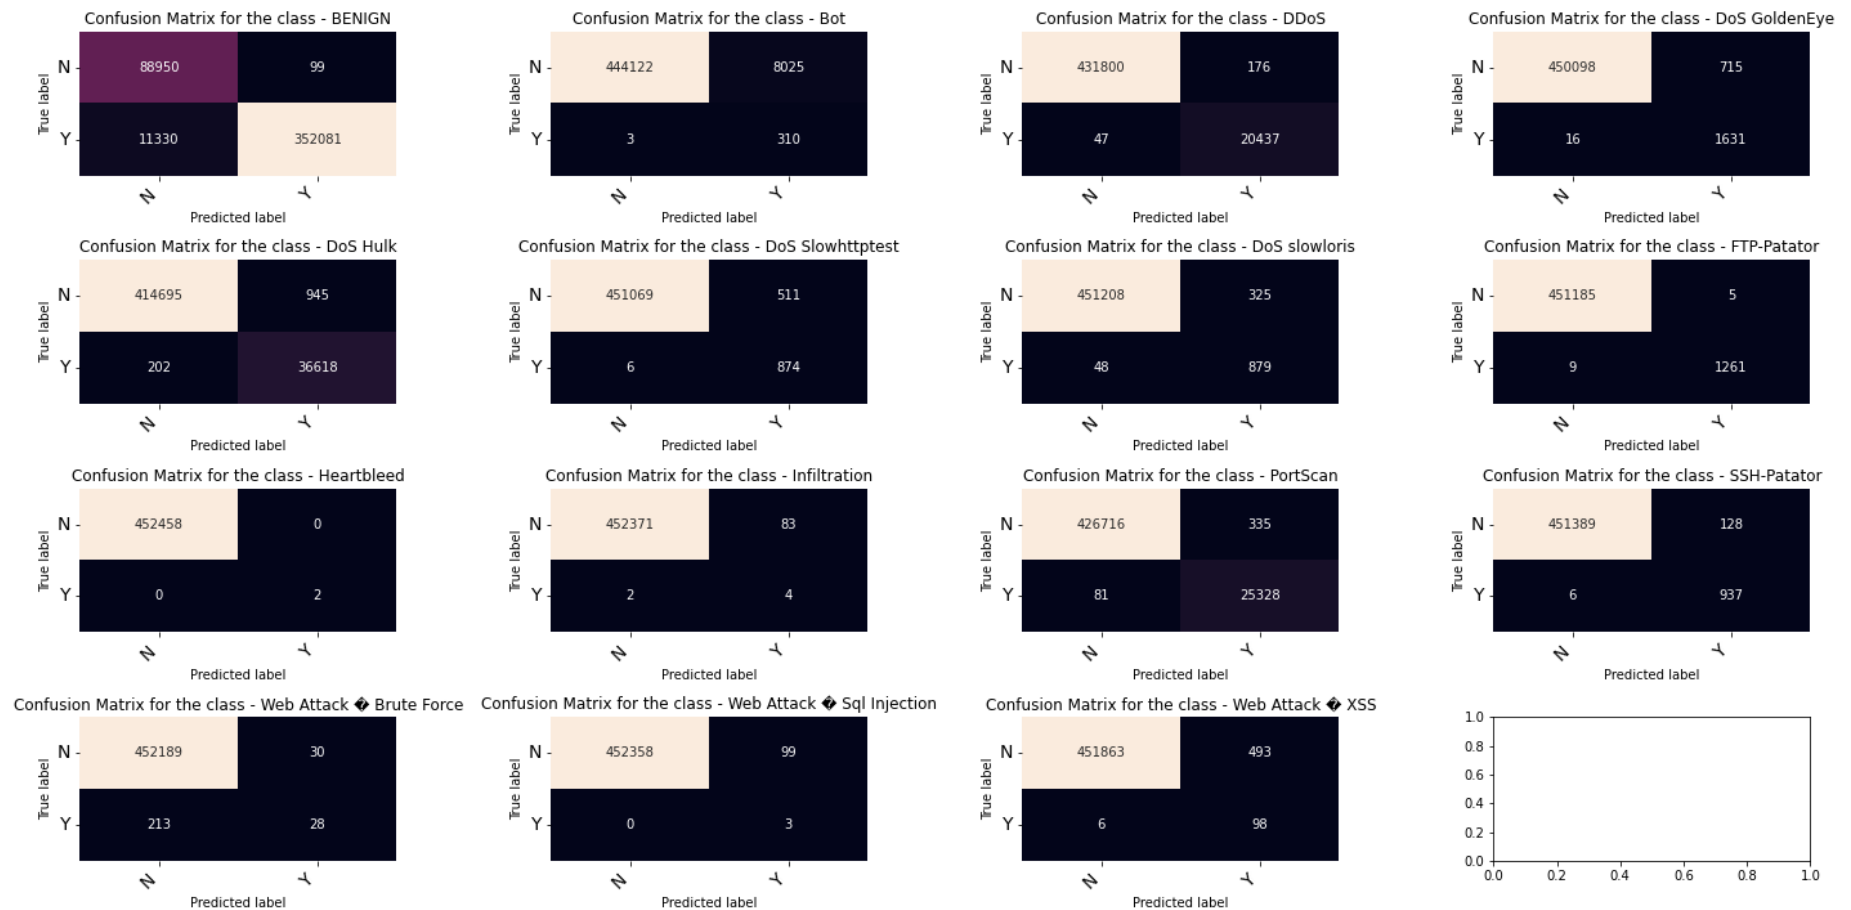 Confusion Matrix for the class - BENIGN
True label
N 88950 99
Y 11330 352081
N Y
Predicted label
Confusion Matrix for the class - Bot
True label
N 444122 8025
Y 3 310
N Y
Predicted label
Confusion Matrix for the class - DDoS
True label
N 431800 176
Y 47 20437
N Y
Predicted label
Confusion Matrix for the class - DoS GoldenEye
True label
N 450098 715
Y 16 1631
N Y
Predicted label
Confusion Matrix for the class - DoS Hulk
True label
N 414695 945
Y 202 36618
N Y
Predicted label
Confusion Matrix for the class - DoS Slowhttptest
True label
N 451069 511
Y 6 874
N Y
Predicted label
Confusion Matrix for the class - DoS slowloris
True label
N 451208 325
Y 48 879
N Y
Predicted label
Confusion Matrix for the class - FTP-Patator
True label
N 451185 5
Y 9 1261
N Y
Predicted label
Confusion Matrix for the class - Heartbleed
True label
N 452458 0
Y 0 2
N Y
Predicted label
Confusion Matrix for the class - Infiltration
True label
N 452371 83
Y 2 4
N Y
Predicted label
Confusion Matrix for the class - PortScan
True label
N 426716 335
Y 81 25328
N Y
Predicted label
Confusion Matrix for the class - SSH-Patator
True label
N 451389 128
Y 6 937
N Y
Predicted label
Confusion Matrix for the class - Web Attack � Brute Force
True label
N 452189 30
Y 213 28
N Y
Predicted label
Confusion Matrix for the class - Web Attack � Sql Injection
True label
N 452358 99
Y 0 3
N Y
Predicted label
Confusion Matrix for the class - Web Attack � XSS
True label
N 451863 493
Y 6 98
N Y
Predicted label
1.0
0.8
0.6
0.4
0.2
0.0
0.0 0.2 0.4 0.6 0.8 1.0